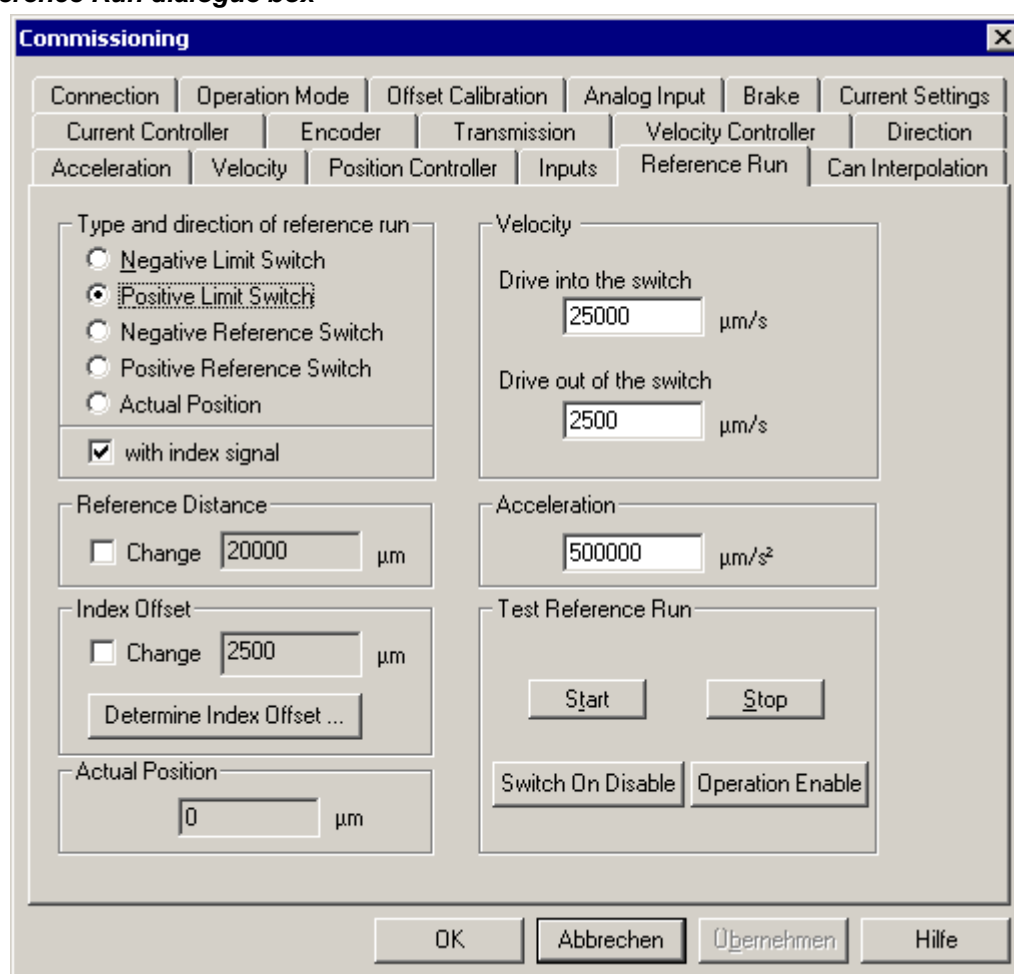 erence Run dialogue box
Commissioning
Connection Operation Mode Offset Calibration Analog Input Brake Current Settings
Current Controller Encoder Transmission Velocity Controller Direction
Acceleration Velocity Position Controller Inputs Reference Run Can Interpolation
Type and direction of reference run
Negative Limit Switch
Positive Limit Switch
Negative Reference Switch
Positive Reference Switch
Actual Position
with index signal
Reference Distance
Change 20000 µm
Index Offset
Change 2500 µm
Determine Index Offset ...
Actual Position
0 µm
Velocity
Drive into the switch
25000 µm/s
Drive out of the switch
2500 µm/s
Acceleration
500000 µm/s²
Test Reference Run
Start Stop
Switch On Disable Operation Enable
OK Abbrechen Übernehmen Hilfe